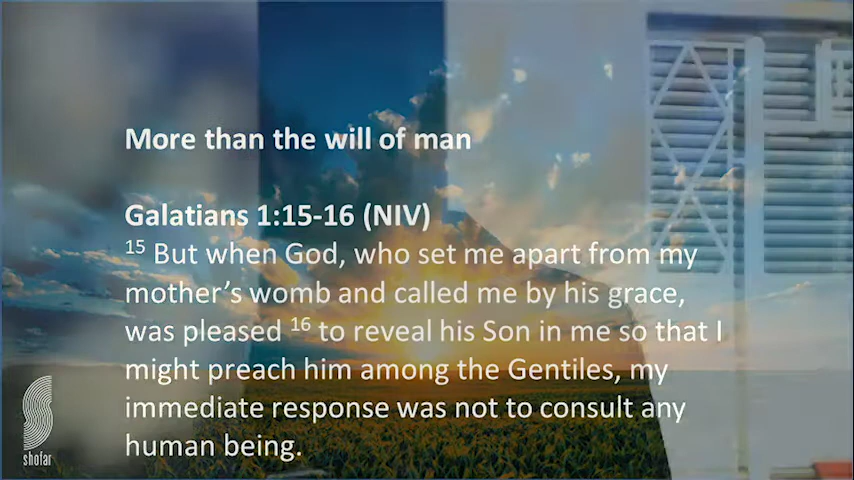 More than the will of man
Galatians 1:15-16 (NIV)
15 But when God, who set me apart from my
mother’s womb and called me by his grace,
was pleased 16 to reveal his Son in me so that I
might preach him among the Gentiles, my
immediate response was not to consult any
human being.
shofar